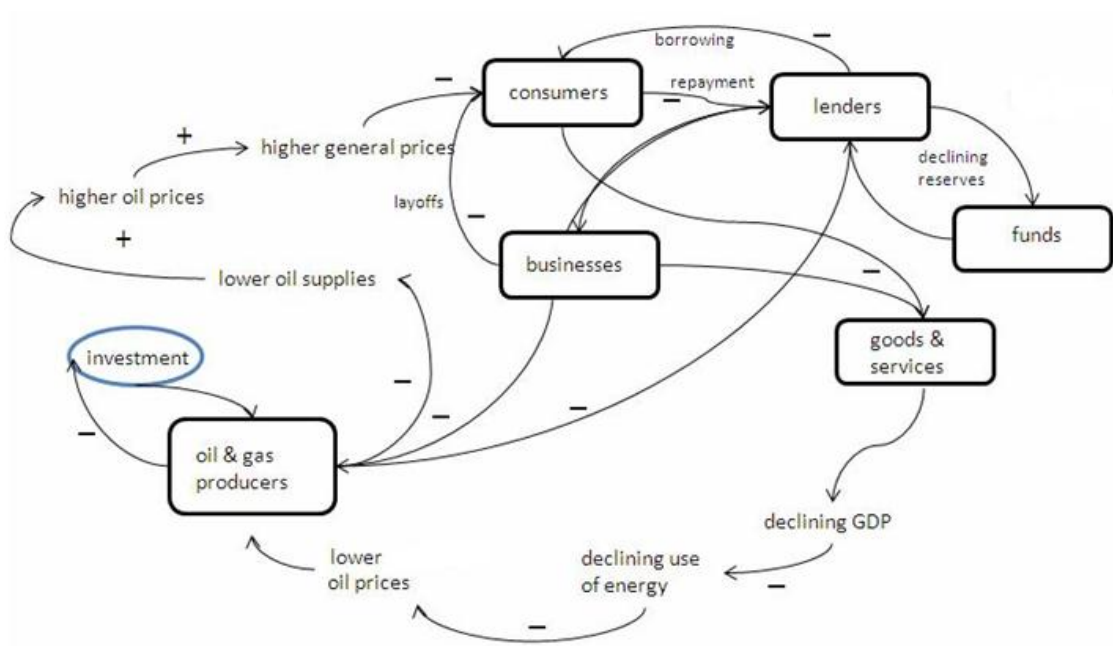 borrowing
−
consumers
−
repayment
−
lenders
+
higher general prices
declining
reserves
higher oil prices
layoffs
−
funds
+
businesses
−
lower oil supplies
goods &
services
investment
−
−
−
−
oil & gas
producers
declining GDP
lower
oil prices
declining use
of energy
−
−